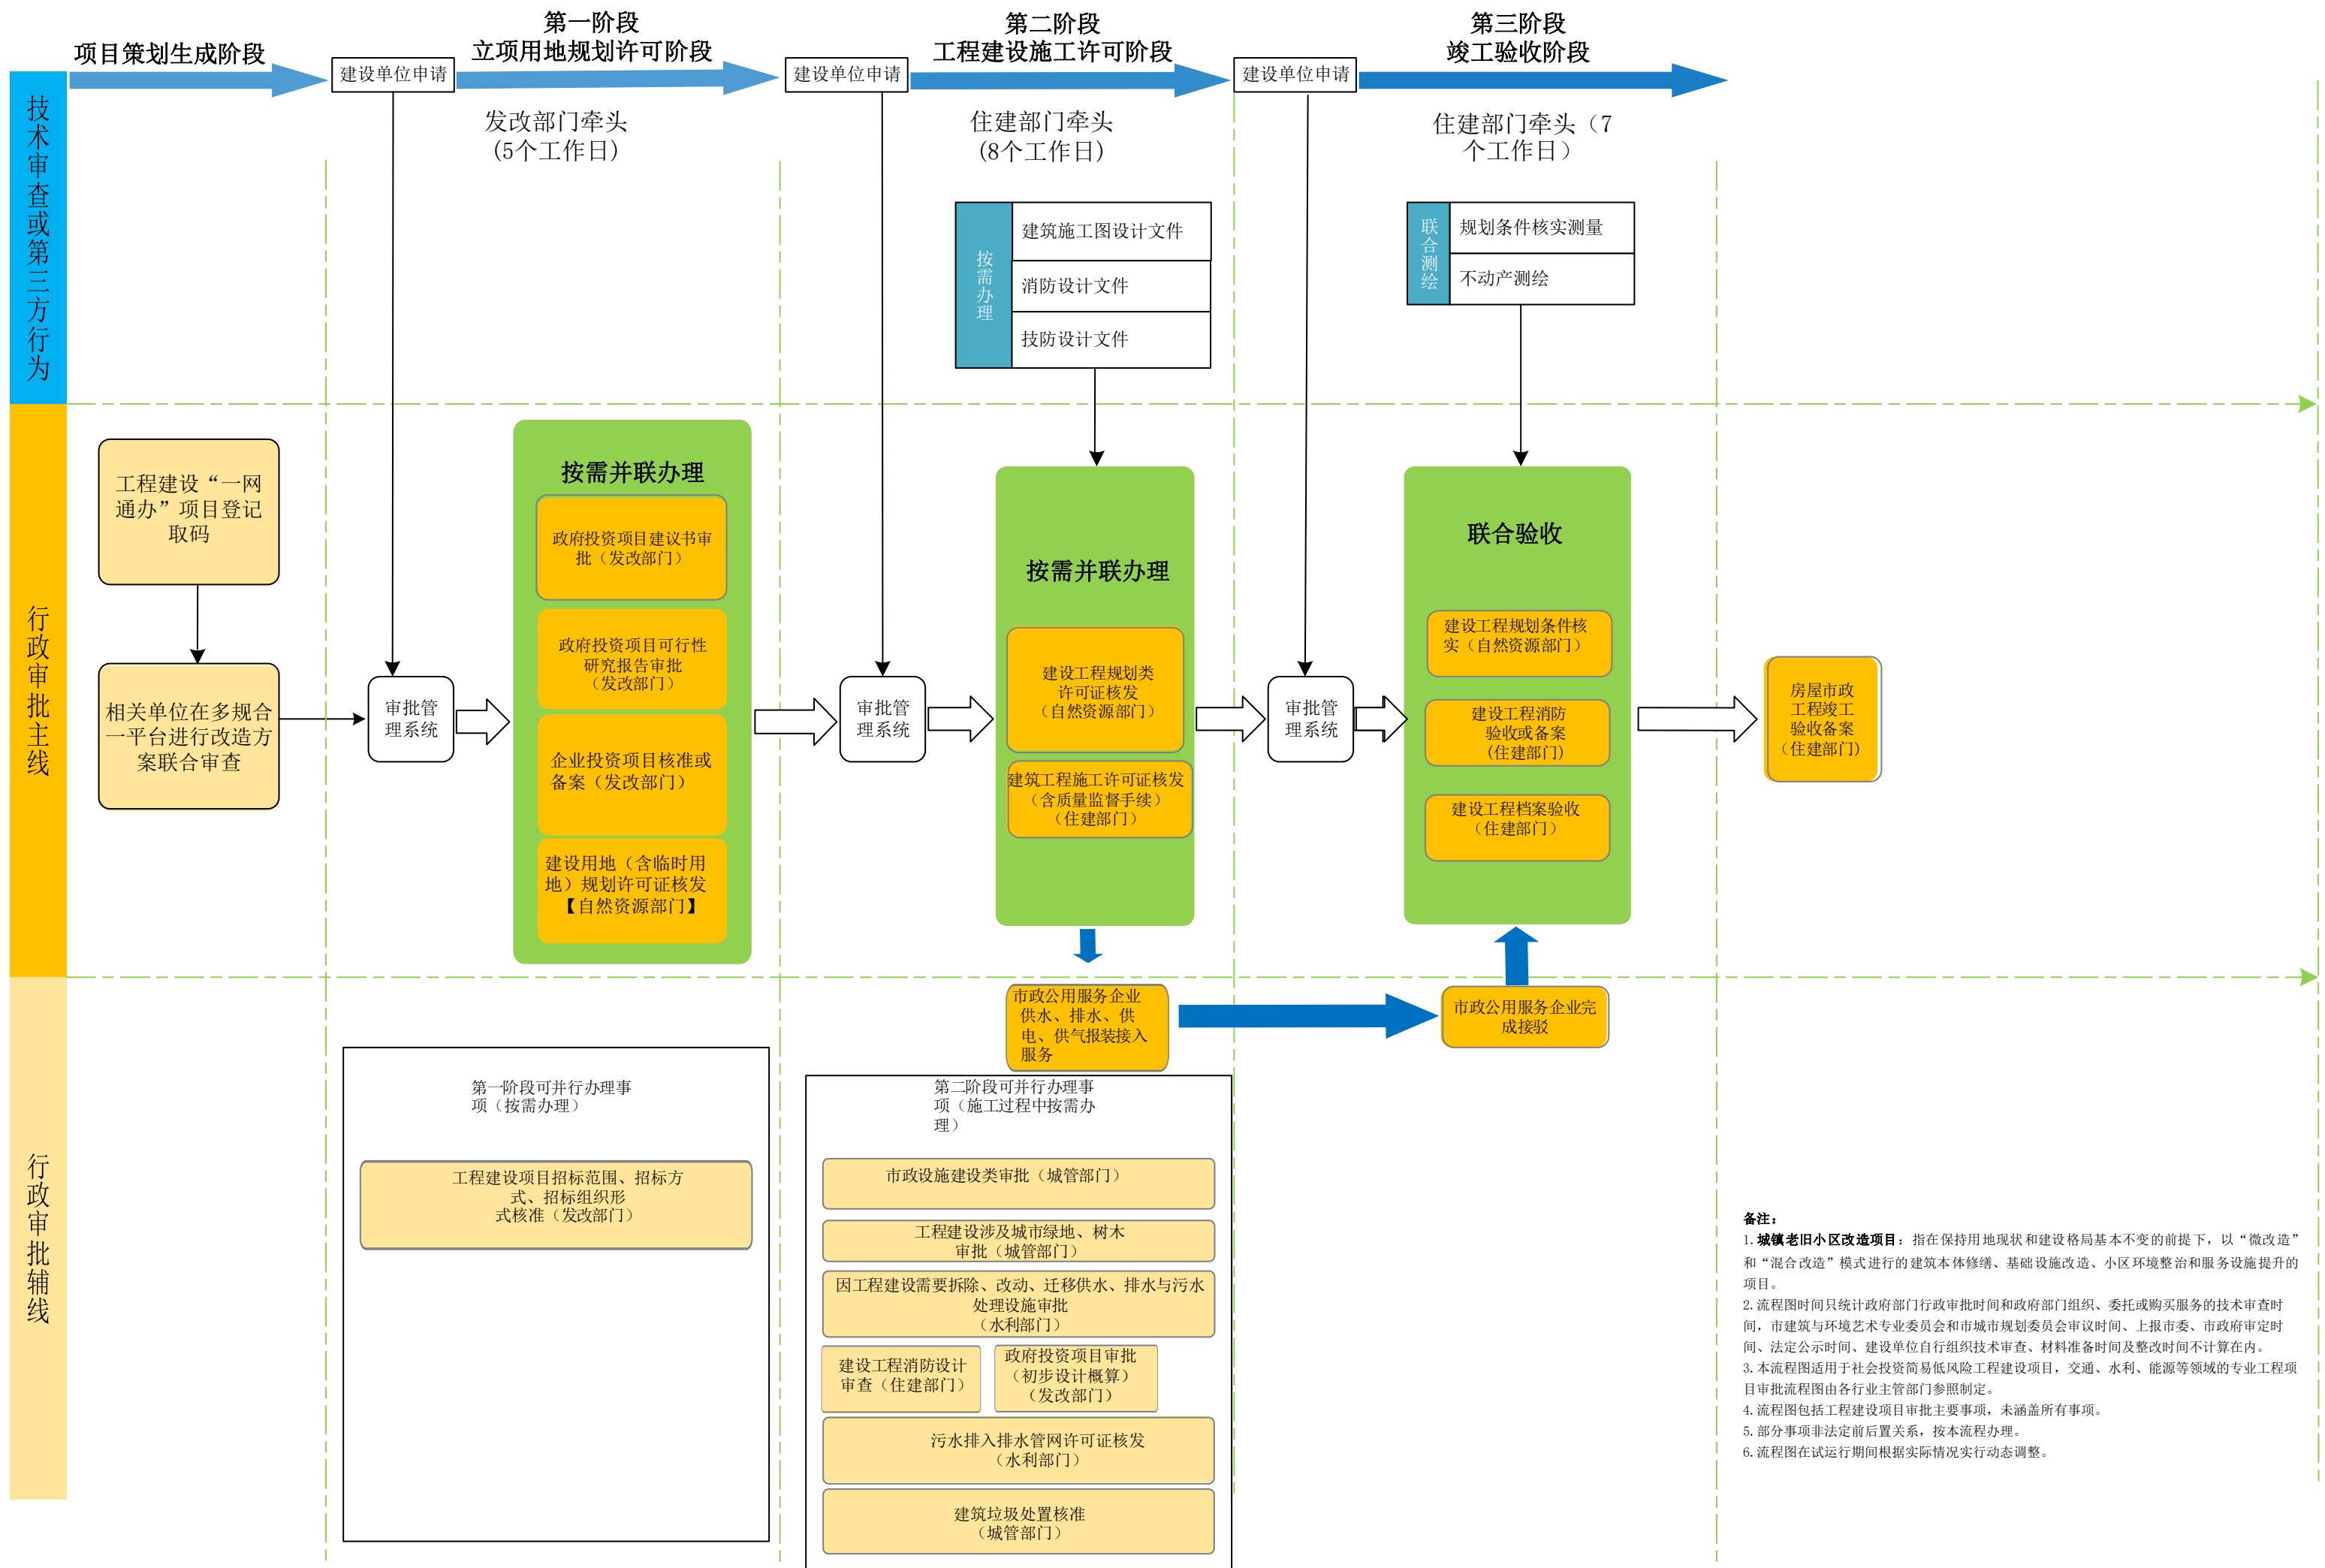 项目策划生成阶段
第一阶段
立项用地规划许可阶段
第二阶段
工程建设施工许可阶段
第三阶段
竣工验收阶段
建设单位申请
建设单位申请
建设单位申请
发改部门牵头
(5个工作日)
住建部门牵头
(8个工作日)
住建部门牵头（7
个工作日）
技术审查或第三方行为
按需办理
建筑施工图设计文件
消防设计文件
技防设计文件
联合测绘
规划条件核实测量
不动产测绘
行政审批主线
工程建设“一网
通办”项目登记
取码
相关单位在多规合
一平台进行改造方
案联合审查
审批管
理系统
按需并联办理
政府投资项目建议书审
批（发改部门）
政府投资项目可行性
研究报告审批
（发改部门）
企业投资项目核准或
备案（发改部门）
建设用地（含临时用
地）规划许可证核发
【自然资源部门】
审批管
理系统
按需并联办理
建设工程规划类
许可证核发
（自然资源部门）
建筑工程施工许可证核发
（含质量监督手续）
（住建部门）
审批管
理系统
联合验收
建设工程规划条件核
实（自然资源部门）
建设工程消防
验收或备案
(住建部门)
建设工程档案验收
（住建部门）
房屋市政
工程竣工
验收备案
（住建部门)
行政审批辅线
市政公用服务企业
供水、排水、供
电、供气报装接入
服务
市政公用服务企业完
成接驳
第一阶段可并行办理事
项（按需办理）
工程建设项目招标范围、招标方
式、招标组织形
式核准（发改部门）
第二阶段可并行办理事
项（施工过程中按需办
理）
市政设施建设类审批（城管部门）
工程建设涉及城市绿地、树木
审批（城管部门）
因工程建设需要拆除、改动、迁移供水、排水与污水
处理设施审批
（水利部门）
建设工程消防设计
审查（住建部门）
政府投资项目审批
（初步设计概算）
（发改部门）
污水排入排水管网许可证核发
（水利部门）
建筑垃圾处置核准
（城管部门）
备注：
1.城镇老旧小区改造项目：指在保持用地现状和建设格局基本不变的前提下，以“微改造”
和“混合改造”模式进行的建筑本体修缮、基础设施改造、小区环境整治和服务设施提升的
项目。
2.流程图时间只统计政府部门行政审批时间和政府部门组织、委托或购买服务的技术审查时
间，市建筑与环境艺术专业委员会和市城市规划委员会审议时间、上报市委、市政府审定时
间、法定公示时间、建设单位自行组织技术审查、材料准备时间及整改时间不计算在内。
3.本流程图适用于社会投资简易低风险工程建设项目，交通、水利、能源等领域的专业工程项
目审批流程图由各行业主管部门参照制定。
4.流程图包括工程建设项目审批主要事项，未涵盖所有事项。
5.部分事项非法定前后置关系，按本流程办理。
6.流程图在试运行期间根据实际情况实行动态调整。